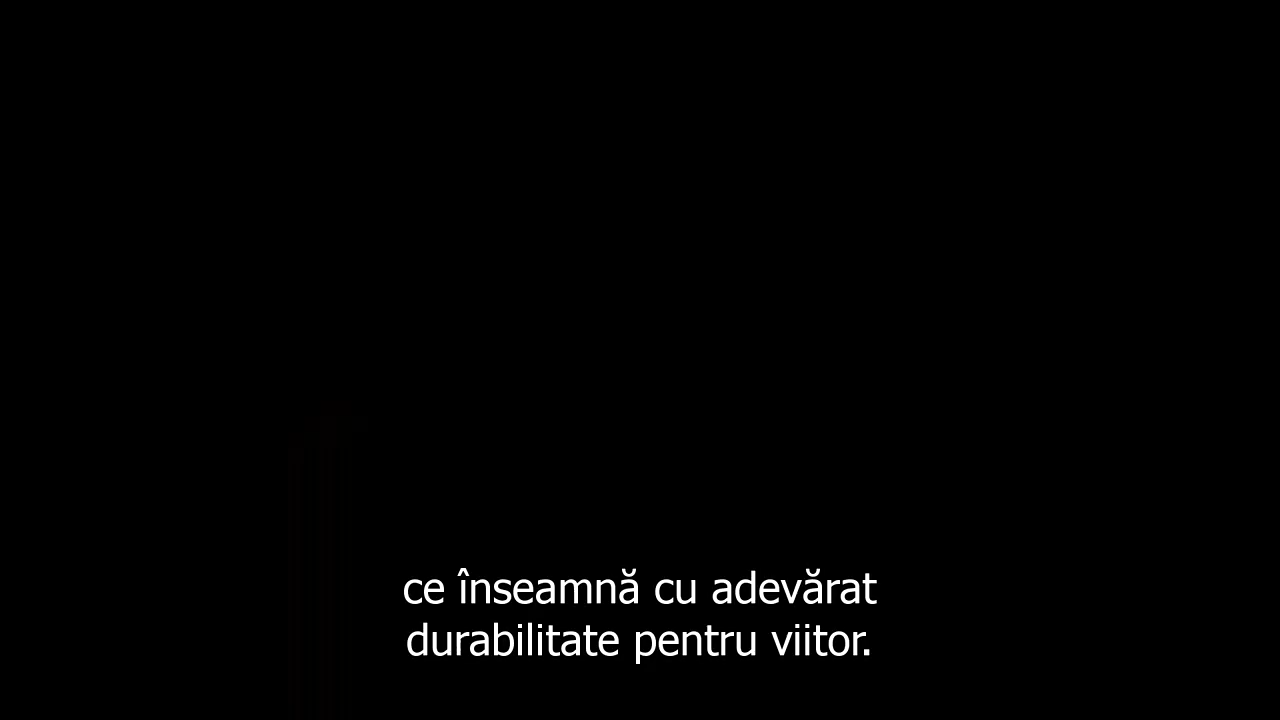 ce înseamnă cu adevărat
durabilitate pentru viitor.